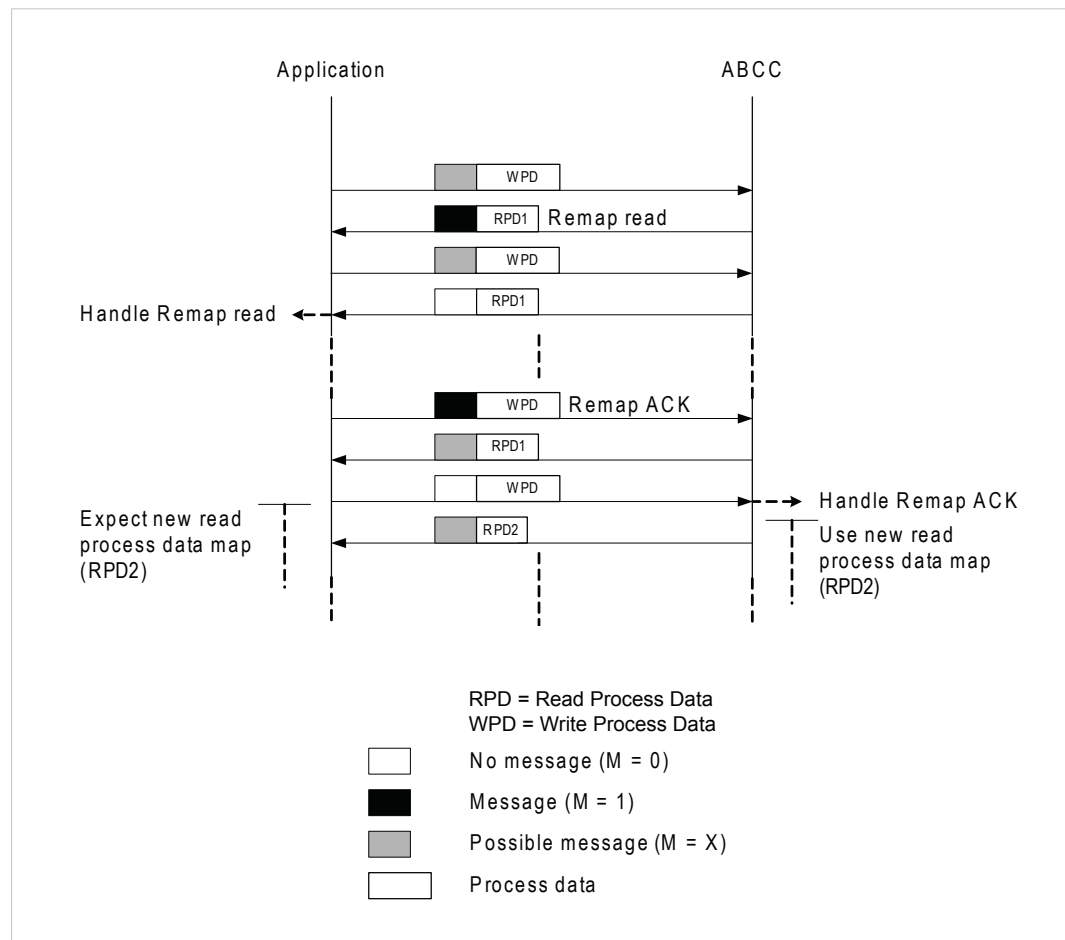 Application
ABCC
WPD
RPD1 Remap read
WPD
RPD1
Handle Remap read
WPD Remap ACK
RPD1
WPD
Handle Remap ACK
Expect new read
process data map
(RPD2)
RPD2
Use new read
process data map
(RPD2)
RPD = Read Process Data
WPD = Write Process Data
No message (M = 0)
Message (M = 1)
Possible message (M = X)
Process data